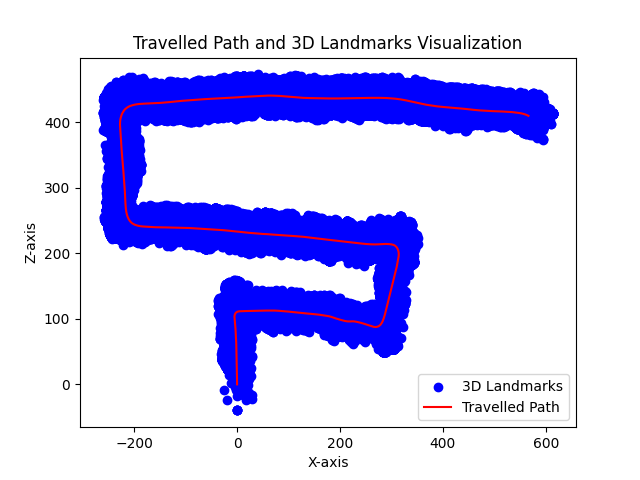 Travelled Path and 3D Landmarks Visualization
400
300
200
100
0
Z-axis
−200
0
200
400
600
X-axis
3D Landmarks
Travelled Path